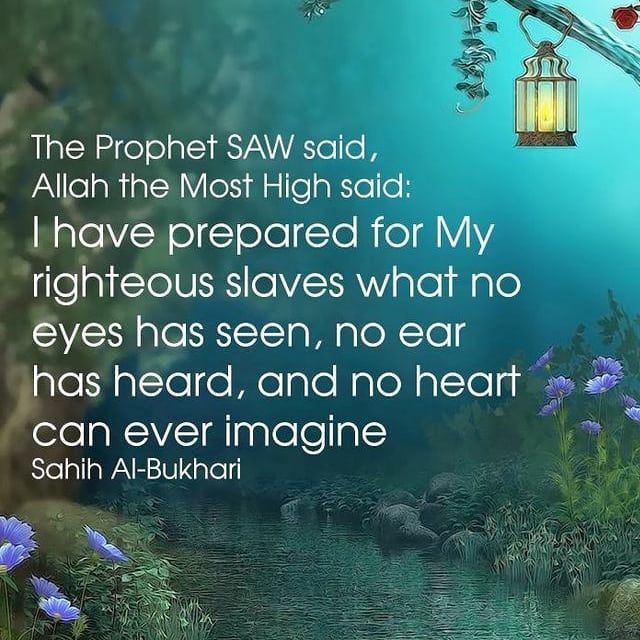 The Prophet SAW said,
Allah the Most High said:
I have prepared for My
righteous slaves what no
eyes has seen, no ear
has heard, and no heart
can ever imagine
Sahih Al-Bukhari